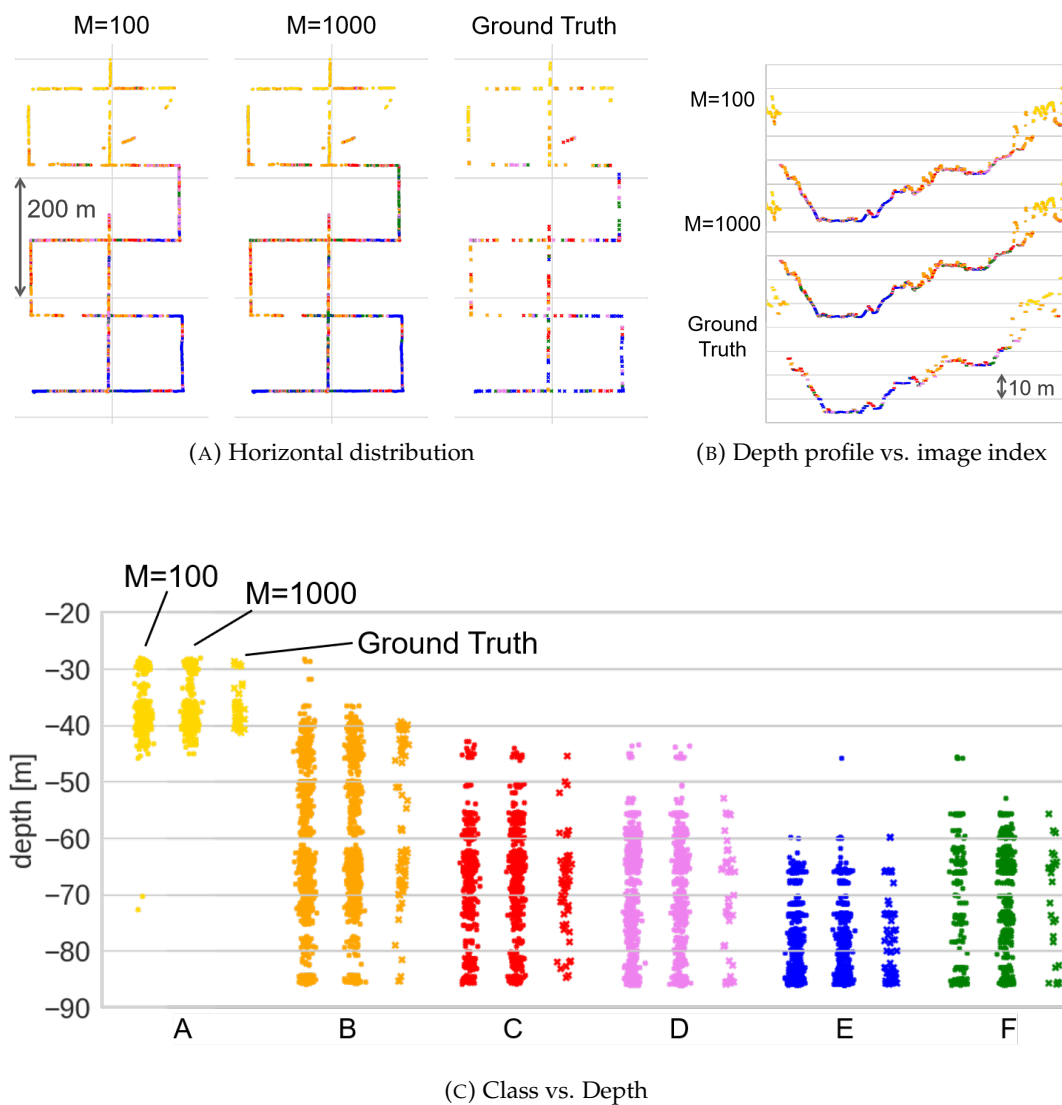 M=100 M=1000 Ground Truth
200 m
(A) Horizontal distribution
M=100
M=1000
Ground
Truth
10 m
(B) Depth profile vs. image index
M=100
M=1000
Ground Truth
−20
−30
−40
−50
−60
−70
−80
−90
depth [m]
A B C D E F
(C) Class vs. Depth